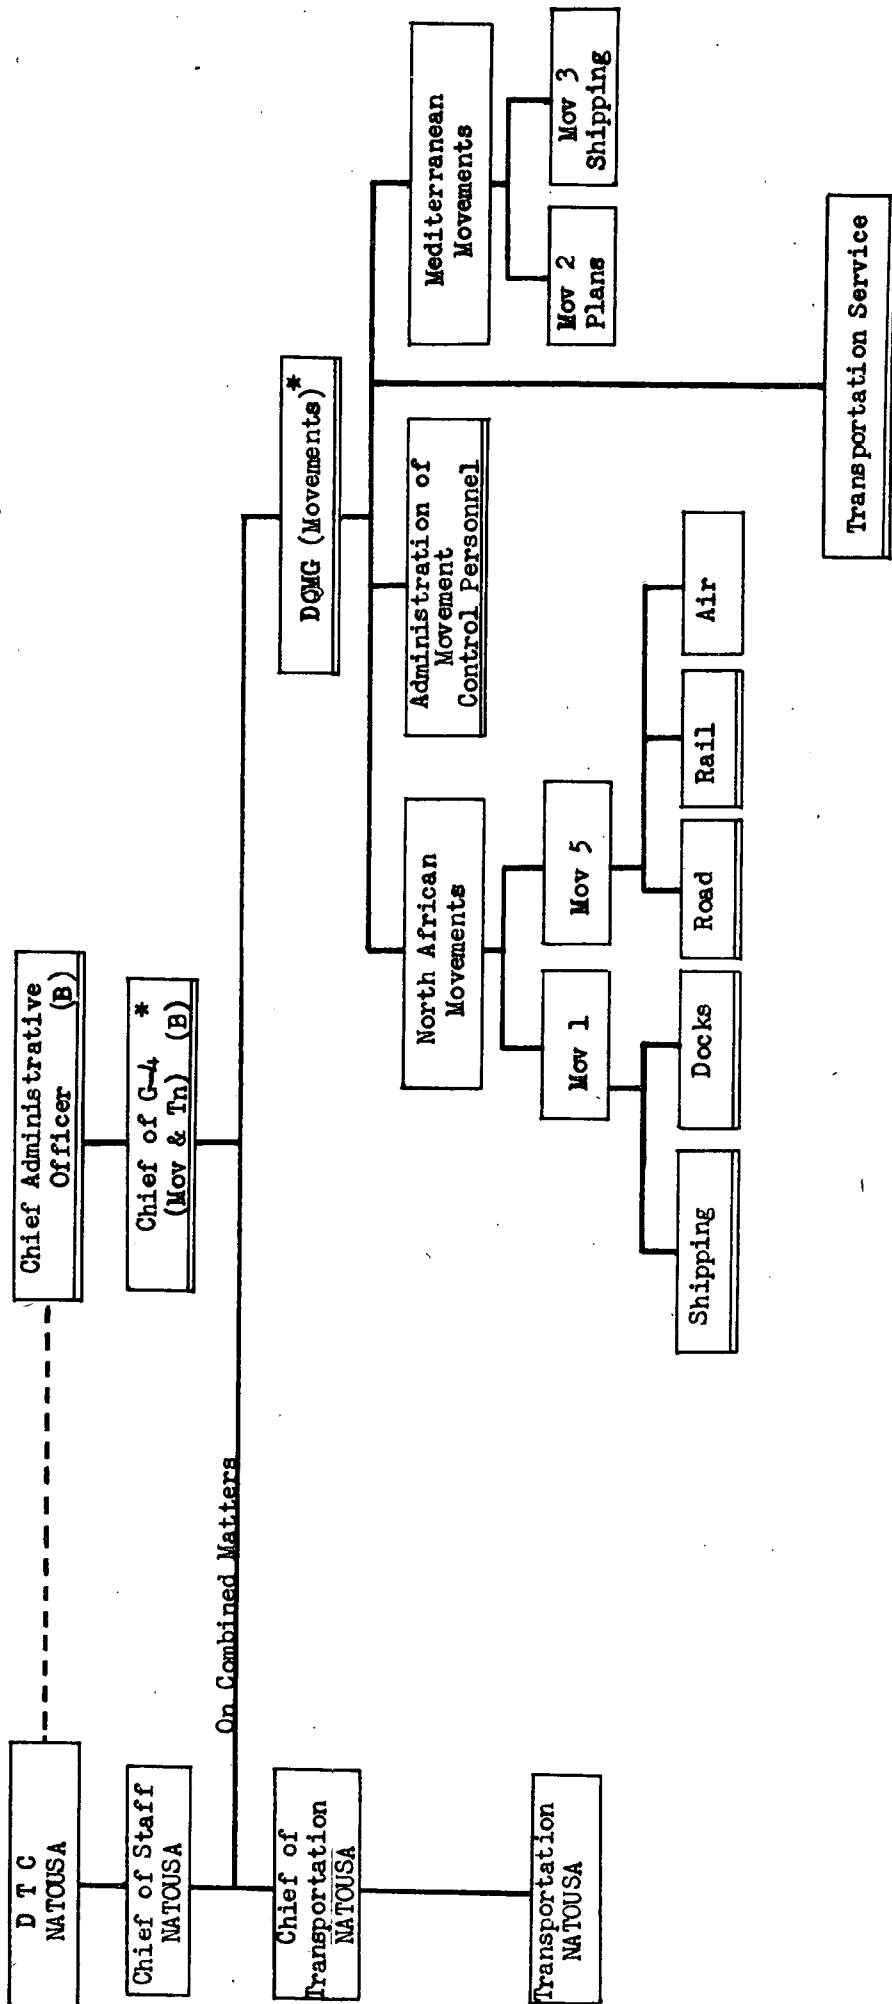 D T C
NATOUSA
Chief Administrative
Officer (B)
Chief of Staff
NATOUSA
Chief of G-4 *
(Mov & Tn) (B)
On Combined Matters
Chief of
Transportation
NATOUSA
DQMG (Movements)*
North African
Movements
Administration of
Movement
Control Personnel
Mediterranean
Movements
Transportation
NATOUSA
Mov 1
Mov 5
Mov 2
Plans
Mov 3
Shipping
Shipping
Docks
Road
Rail
Air
Transportation Service